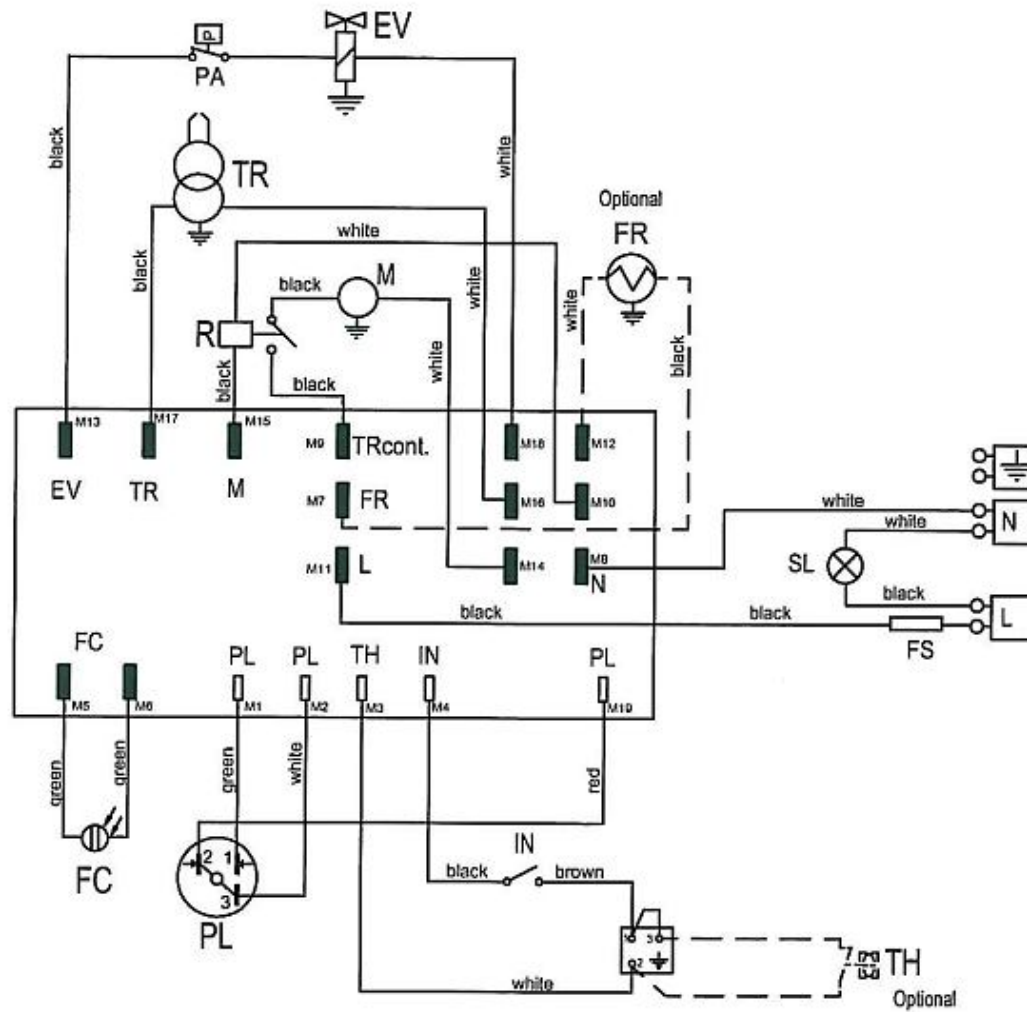 P
EV
PA
black
TR
white
Optional
FR
white
black
black
M
R
white
white
black
black
black
M13
M17
M15
M9
TRcont.
M18
M12
EV
TR
M
M7
FR
M16
M10
white
N
white
M11
L
M14
M8
N
SL
black
black
black
L
FS
FC
PL
PL
TH
IN
PL
M5
M6
M1
M2
M3
M4
M19
green
green
green
white
red
FC
2
1
3
PL
IN
black
brown
1
3
2
TH
Optional
white